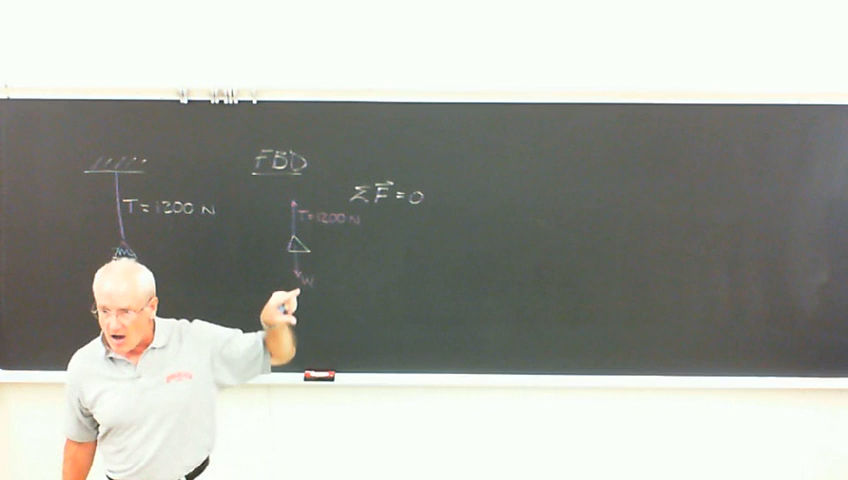 T = 1200 N
FBD
T = 1200 N
W
ΣF⃗ = 0